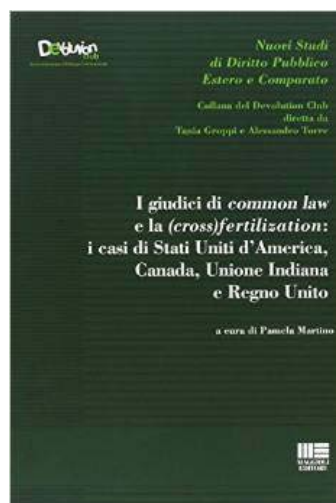 Devolution
club
Nuovi Studi
di Diritto Pubblico
Estero e Comparato
Collana del Devolution Club
diretta da
Tania Groppi e Alessandro Torre
I giudici di common law
e la (cross)fertilization:
i casi di Stati Uniti d'America,
Canada, Unione Indiana
e Regno Unito
a cura di Pamela Martino
MAGGIOLI
EDITORE